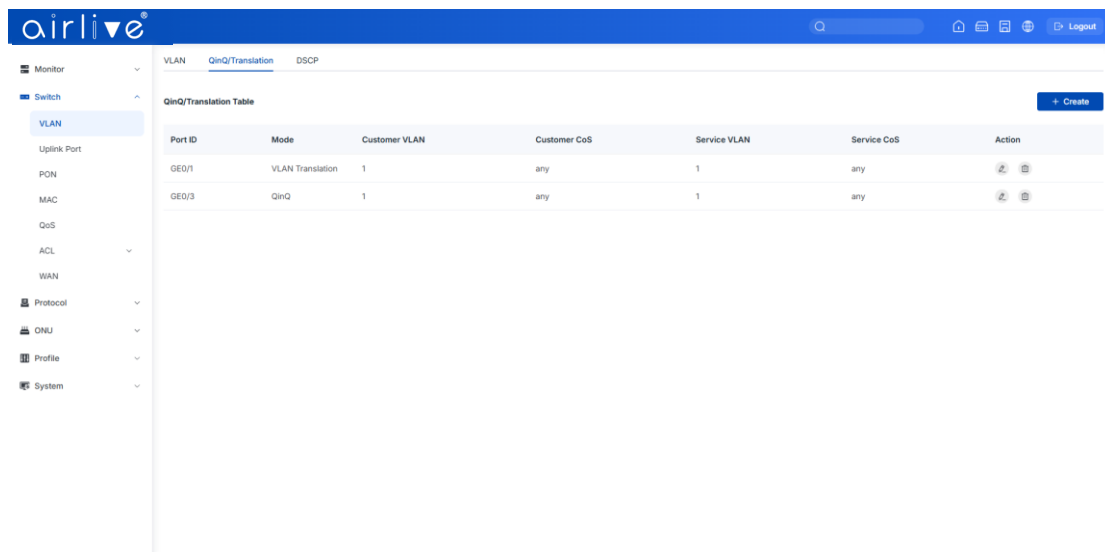 airlive®
Logout
Monitor
Switch
VLAN
Uplink Port
PON
MAC
QoS
ACL
WAN
Protocol
ONU
Profile
System
VLAN QinQ/Translation DSCP
QinQ/Translation Table
+ Create
Port ID Mode Customer VLAN Customer CoS Service VLAN Service CoS Action
GE0/1 VLAN Translation 1 any 1 any
GE0/3 QinQ 1 any 1 any